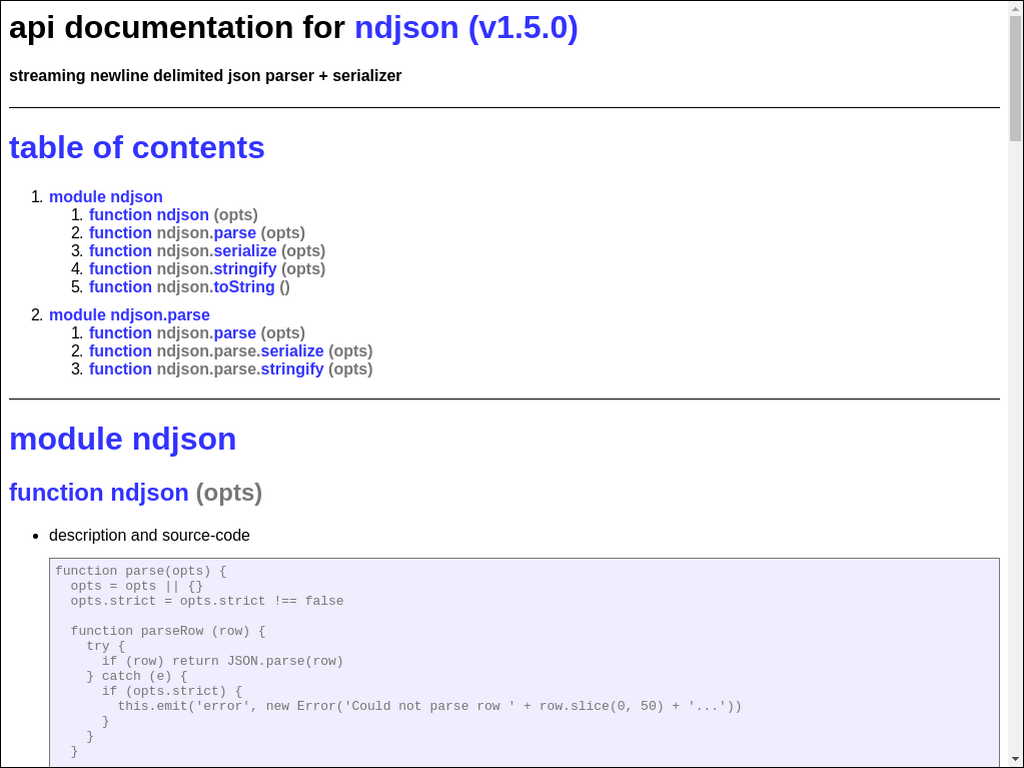 api documentation for ndjson (v1.5.0)
streaming newline delimited json parser + serializer
table of contents
1. module ndjson
1. function ndjson (opts)
2. function ndjson.parse (opts)
3. function ndjson.serialize (opts)
4. function ndjson.stringify (opts)
5. function ndjson.toString ()
2. module ndjson.parse
1. function ndjson.parse (opts)
2. function ndjson.parse.serialize (opts)
3. function ndjson.parse.stringify (opts)
module ndjson
function ndjson (opts)
• description and source-code
function parse(opts) {
  opts = opts || {}
  opts.strict = opts.strict !== false
  function parseRow (row) {
    try {
      if (row) return JSON.parse(row)
    } catch (e) {
      if (opts.strict) {
        this.emit('error', new Error('Could not parse row ' + row.slice(0, 50) + '...'))
      }
    }
  }